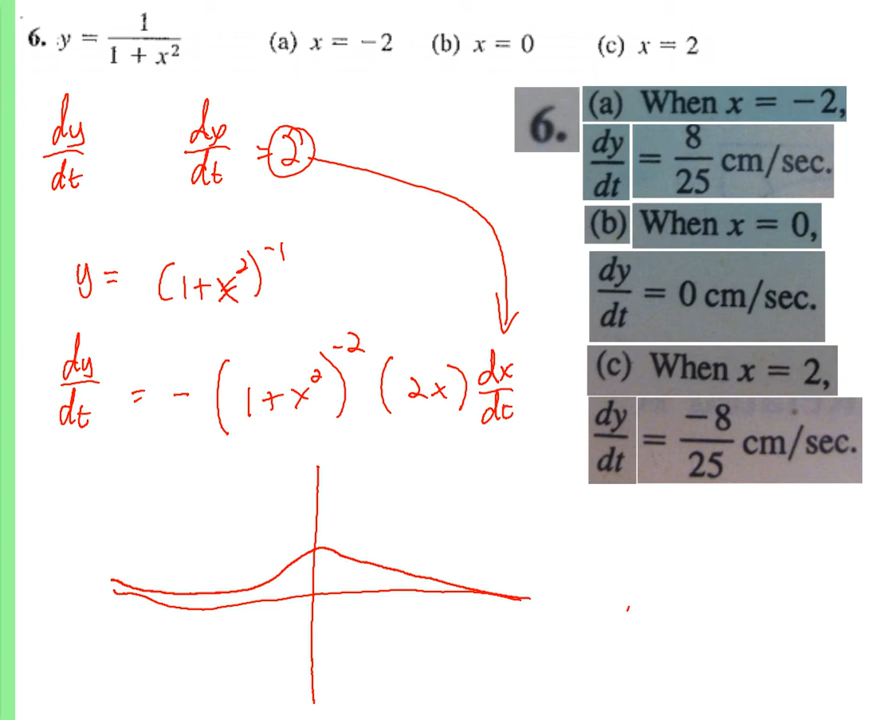 6. y = 1/(1 + x²) (a) x = −2 (b) x = 0 (c) x = 2
dy/dt dx/dt = 2
y = (1+x²)⁻¹
dy/dt = - (1+x²)⁻² (2x) dx/dt
6. (a) When x = −2,
dy/dt = 8/25 cm/sec.
(b) When x = 0,
dy/dt = 0 cm/sec.
(c) When x = 2,
dy/dt = −8/25 cm/sec.